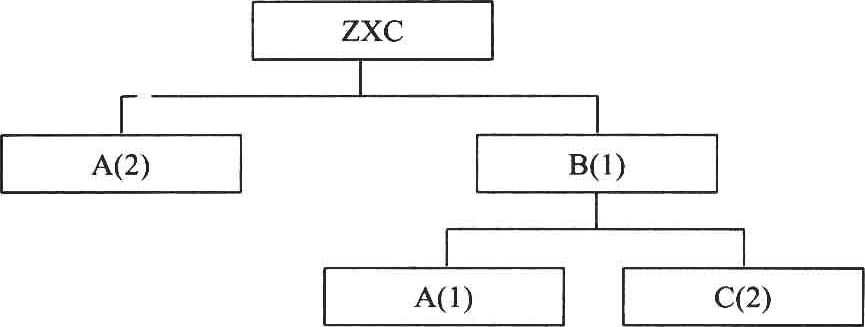 ZXC
A(2)
B(1)
A(1)
C(2)